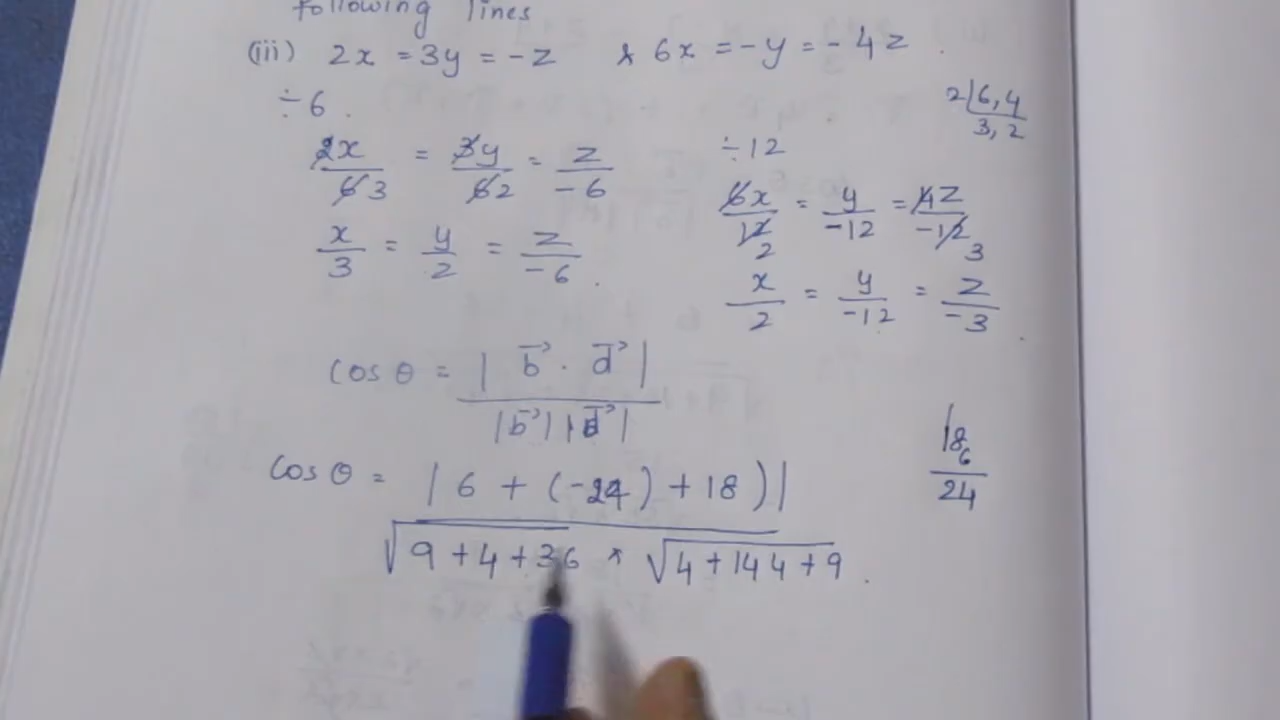 following lines
(iii) 2x = 3y = -z & 6x = -y = -4z .
÷6 .
2x/6 3 = 3y/6 2 = z/-6
x/3 = y/2 = z/-6 .
2|6,4
3, 2
÷12
6x/12 2 = y/-12 = 4z/-12 3
x/2 = y/-12 = z/-3 .
cos θ = |b⃗ · d⃗| / |b⃗| |d⃗|
cos θ = |6 + (-24) + 18)| / √9+4+36 * √4+144+9 .
18
6
24